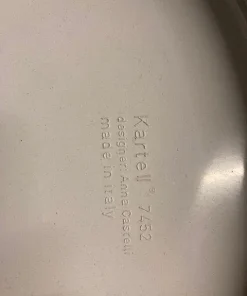 Kartell® 7452
designer: Anna Castelli
made in italy